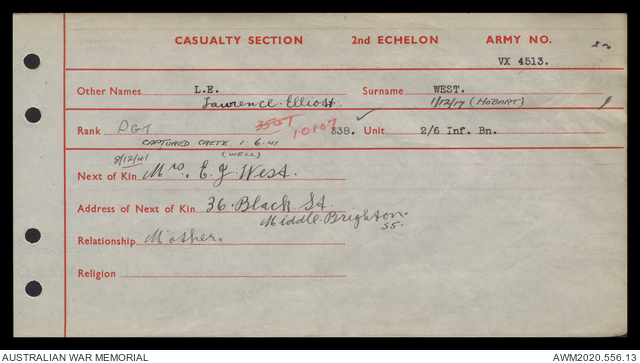 CASUALTY SECTION 2nd ECHELON ARMY NO.
VX 4513.
Other Names L.E. Surname WEST.
Lawrence Elliott 1/12/17 (HOBART)
Rank 338. Unit 2/6 Inf. Bn.
10107
CAPTURED CRETE 1.6.41
8/12/41 (WELL)
Next of Kin Mrs. E. J. West.
Address of Next of Kin 36. Black St.
Middle Brighton.
S5.
Relationship Mother.
Religion
AUSTRALIAN WAR MEMORIAL AWM2020.556.13